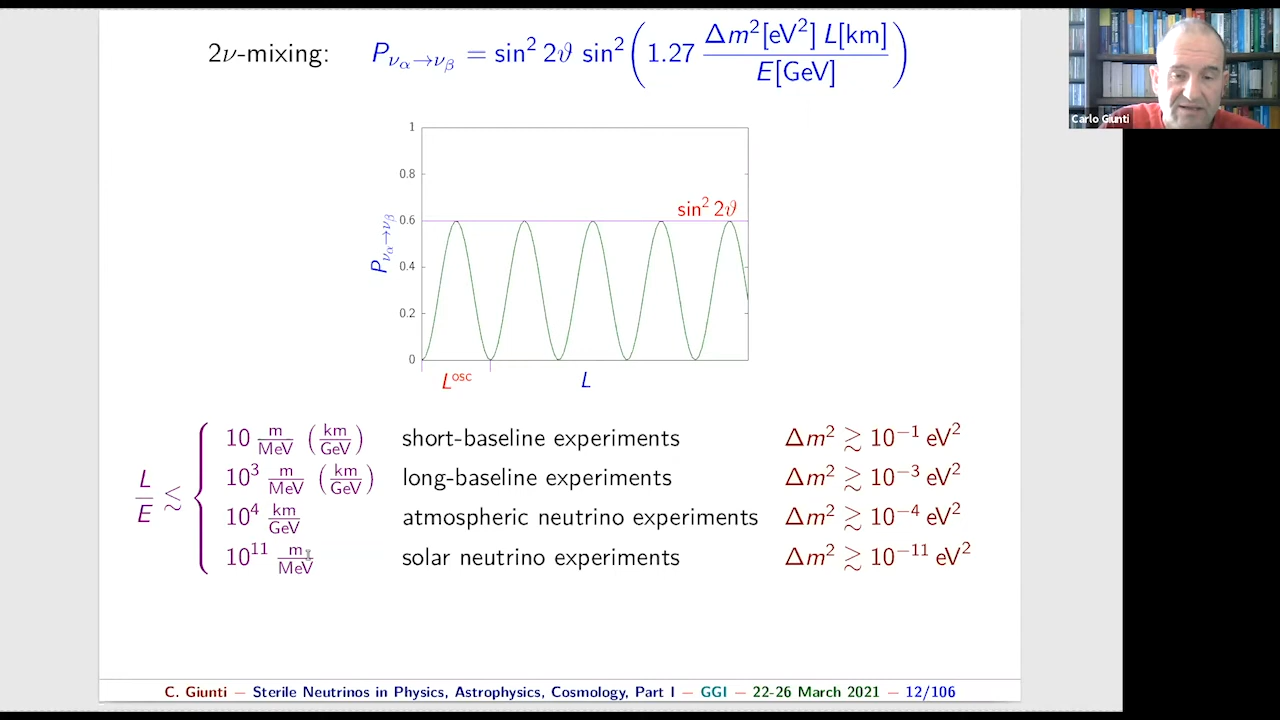 2ν-mixing: P_{ν_α→ν_β} = sin² 2ϑ sin² ( 1.27 Δm²[eV²] L[km] / E[GeV] )
Carlo Giunti
1
0.8
sin² 2ϑ
0.6
P_{ν_α→ν_β}
0.4
0.2
0
L^{osc} L
L/E ≲ {
10 m/MeV (km/GeV) short-baseline experiments Δm² ≳ 10⁻¹ eV²
10³ m/MeV (km/GeV) long-baseline experiments Δm² ≳ 10⁻³ eV²
10⁴ km/GeV atmospheric neutrino experiments Δm² ≳ 10⁻⁴ eV²
10¹¹ m/MeV solar neutrino experiments Δm² ≳ 10⁻¹¹ eV²
C. Giunti — Sterile Neutrinos in Physics, Astrophysics, Cosmology, Part I — GGI — 22-26 March 2021 — 12/106